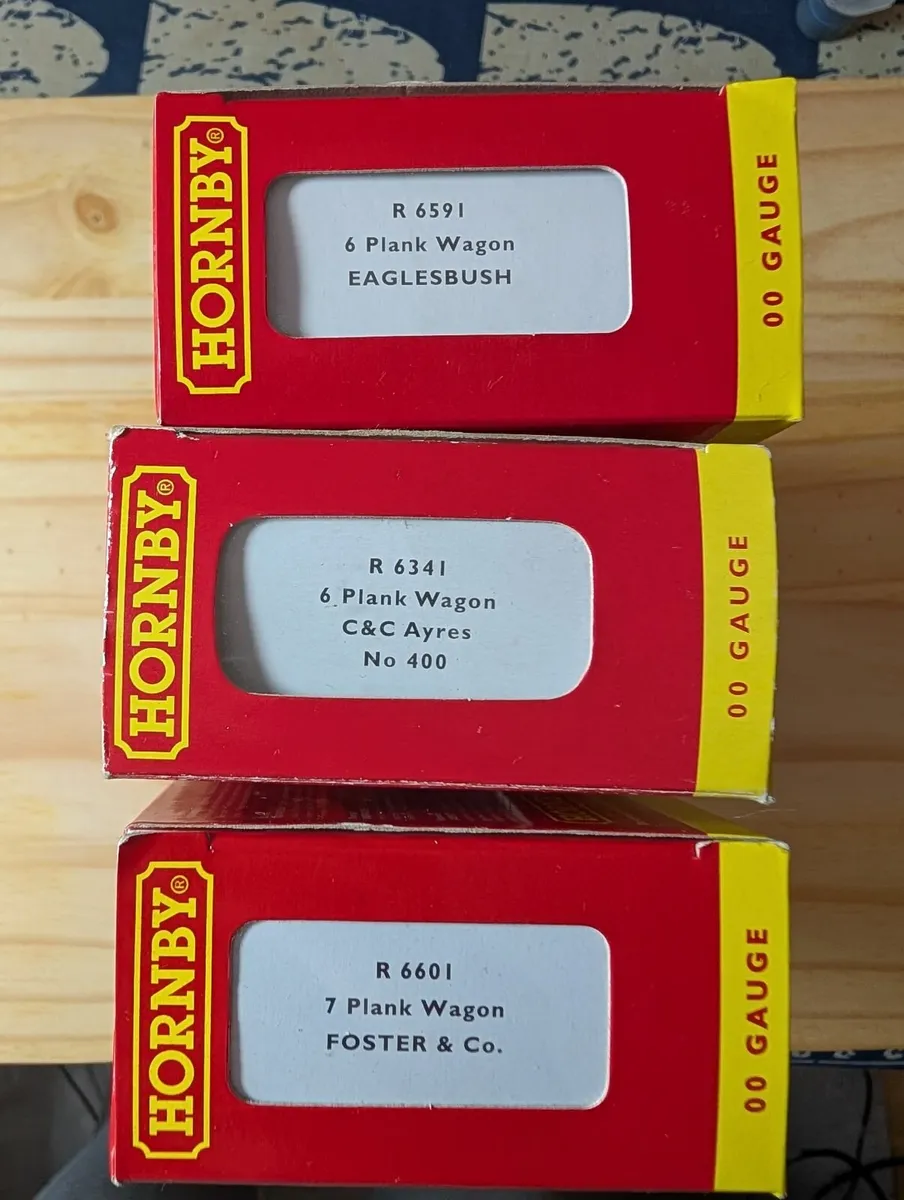 HORNBY®
R 6591
6 Plank Wagon
EAGLESBUSH
00 GAUGE
HORNBY®
R 6341
6 Plank Wagon
C&C Ayres
No 400
00 GAUGE
HORNBY®
R 6601
7 Plank Wagon
FOSTER & Co.
00 GAUGE